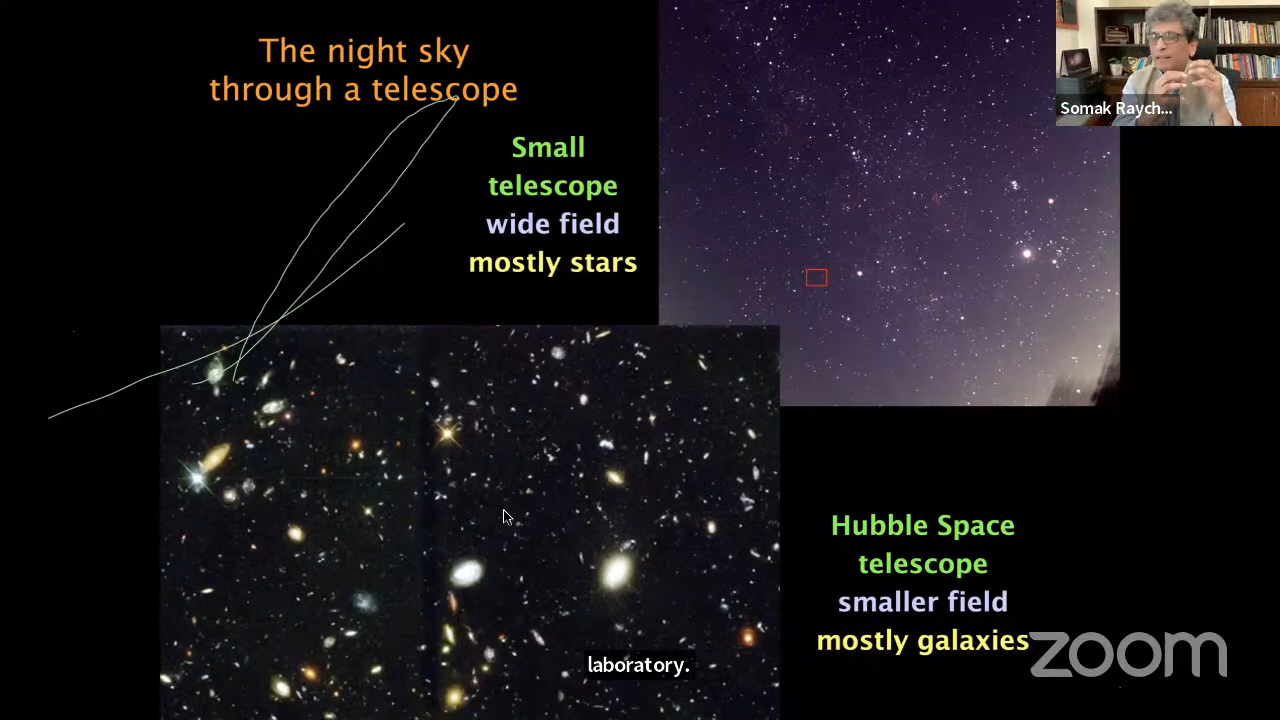 The night sky
through a telescope
Small
telescope
wide field
mostly stars
Somak Raych...
Hubble Space
telescope
smaller field
mostly galaxies
zoom
laboratory.